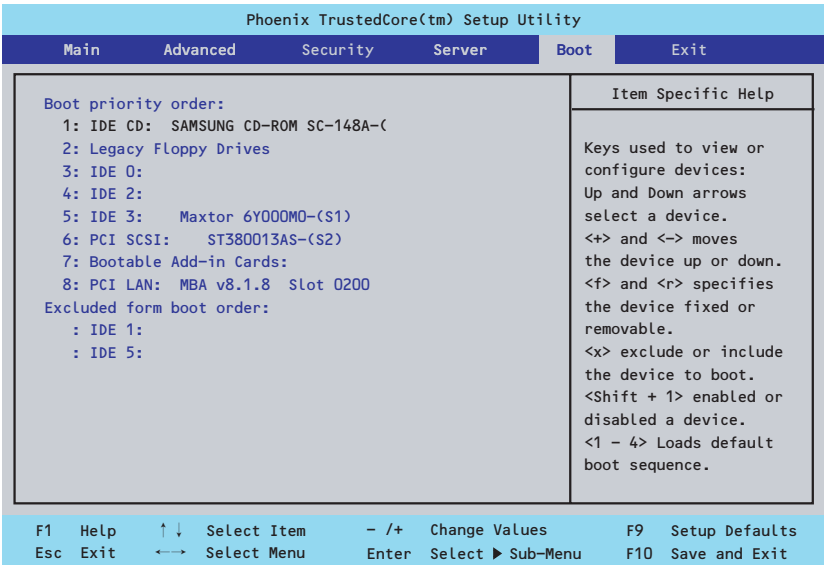 Phoenix TrustedCore(tm) Setup Utility
Main Advanced Security Server Boot Exit
Boot priority order:
1: IDE CD: SAMSUNG CD-ROM SC-148A-(
2: Legacy Floppy Drives
3: IDE 0:
4: IDE 2:
5: IDE 3: Maxtor 6Y000M0-(S1)
6: PCI SCSI: ST380013AS-(S2)
7: Bootable Add-in Cards:
8: PCI LAN: MBA v8.1.8 Slot 0200
Excluded form boot order:
: IDE 1:
: IDE 5:
Item Specific Help
Keys used to view or
configure devices:
Up and Down arrows
select a device.
<+> and <-> moves
the device up or down.
<f> and <r> specifies
the device fixed or
removable.
<x> exclude or include
the device to boot.
<Shift + 1> enabled or
disabled a device.
<1 - 4> Loads default
boot sequence.
F1 Help ↑↓ Select Item - /+ Change Values F9 Setup Defaults
Esc Exit ←→ Select Menu Enter Select ▶ Sub-Menu F10 Save and Exit